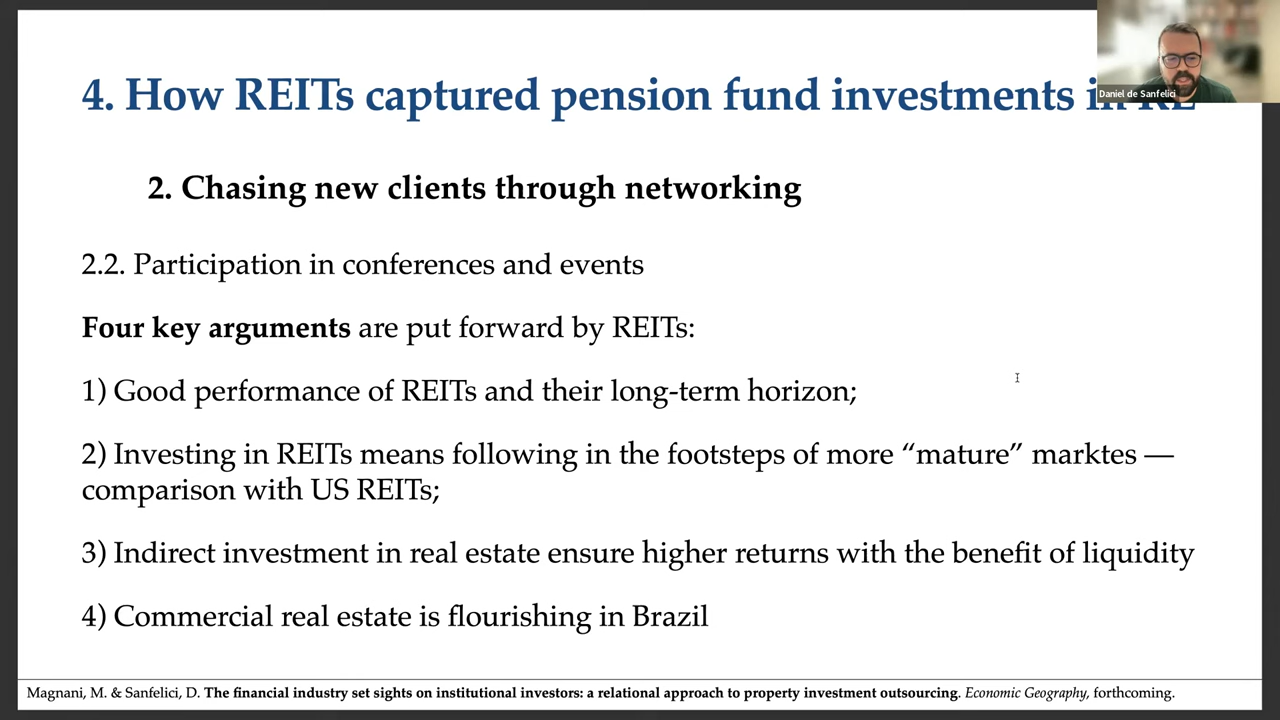 4. How REITs captured pension fund investments in RE
Daniel de Sanfelici
2. Chasing new clients through networking
2.2. Participation in conferences and events
Four key arguments are put forward by REITs:
1) Good performance of REITs and their long-term horizon;
2) Investing in REITs means following in the footsteps of more “mature” marktes —
comparison with US REITs;
3) Indirect investment in real estate ensure higher returns with the benefit of liquidity
4) Commercial real estate is flourishing in Brazil
Magnani, M. & Sanfelici, D. The financial industry set sights on institutional investors: a relational approach to property investment outsourcing. Economic Geography, forthcoming.